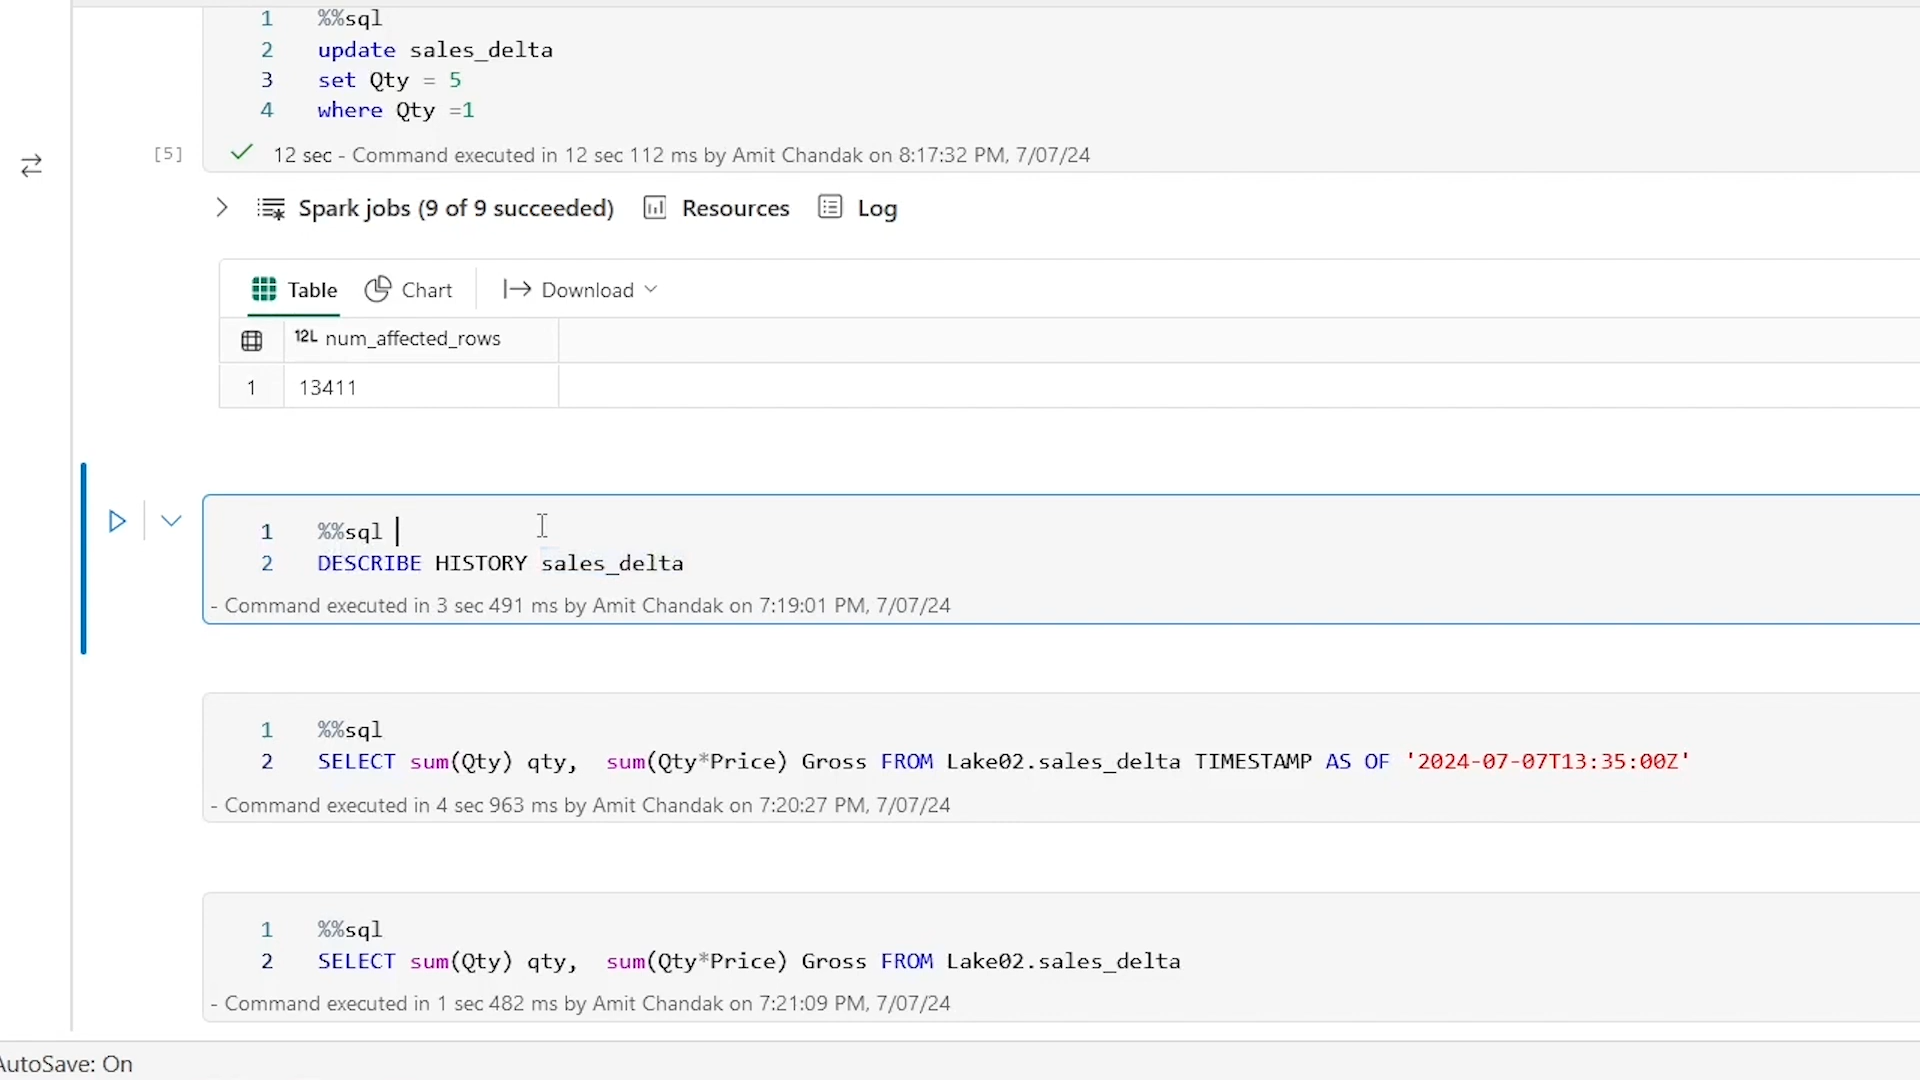 1 %%sql
2 update sales_delta
3 set Qty = 5
4 where Qty =1
[5] 12 sec - Command executed in 12 sec 112 ms by Amit Chandak on 8:17:32 PM, 7/07/24
Spark jobs (9 of 9 succeeded) Resources Log
Table Chart Download
12L num_affected_rows
1 13411
1 %%sql
2 DESCRIBE HISTORY sales_delta
- Command executed in 3 sec 491 ms by Amit Chandak on 7:19:01 PM, 7/07/24
1 %%sql
2 SELECT sum(Qty) qty,  sum(Qty*Price) Gross FROM Lake02.sales_delta TIMESTAMP AS OF '2024-07-07T13:35:00Z'
- Command executed in 4 sec 963 ms by Amit Chandak on 7:20:27 PM, 7/07/24
1 %%sql
2 SELECT sum(Qty) qty,  sum(Qty*Price) Gross FROM Lake02.sales_delta
- Command executed in 1 sec 482 ms by Amit Chandak on 7:21:09 PM, 7/07/24
AutoSave: On